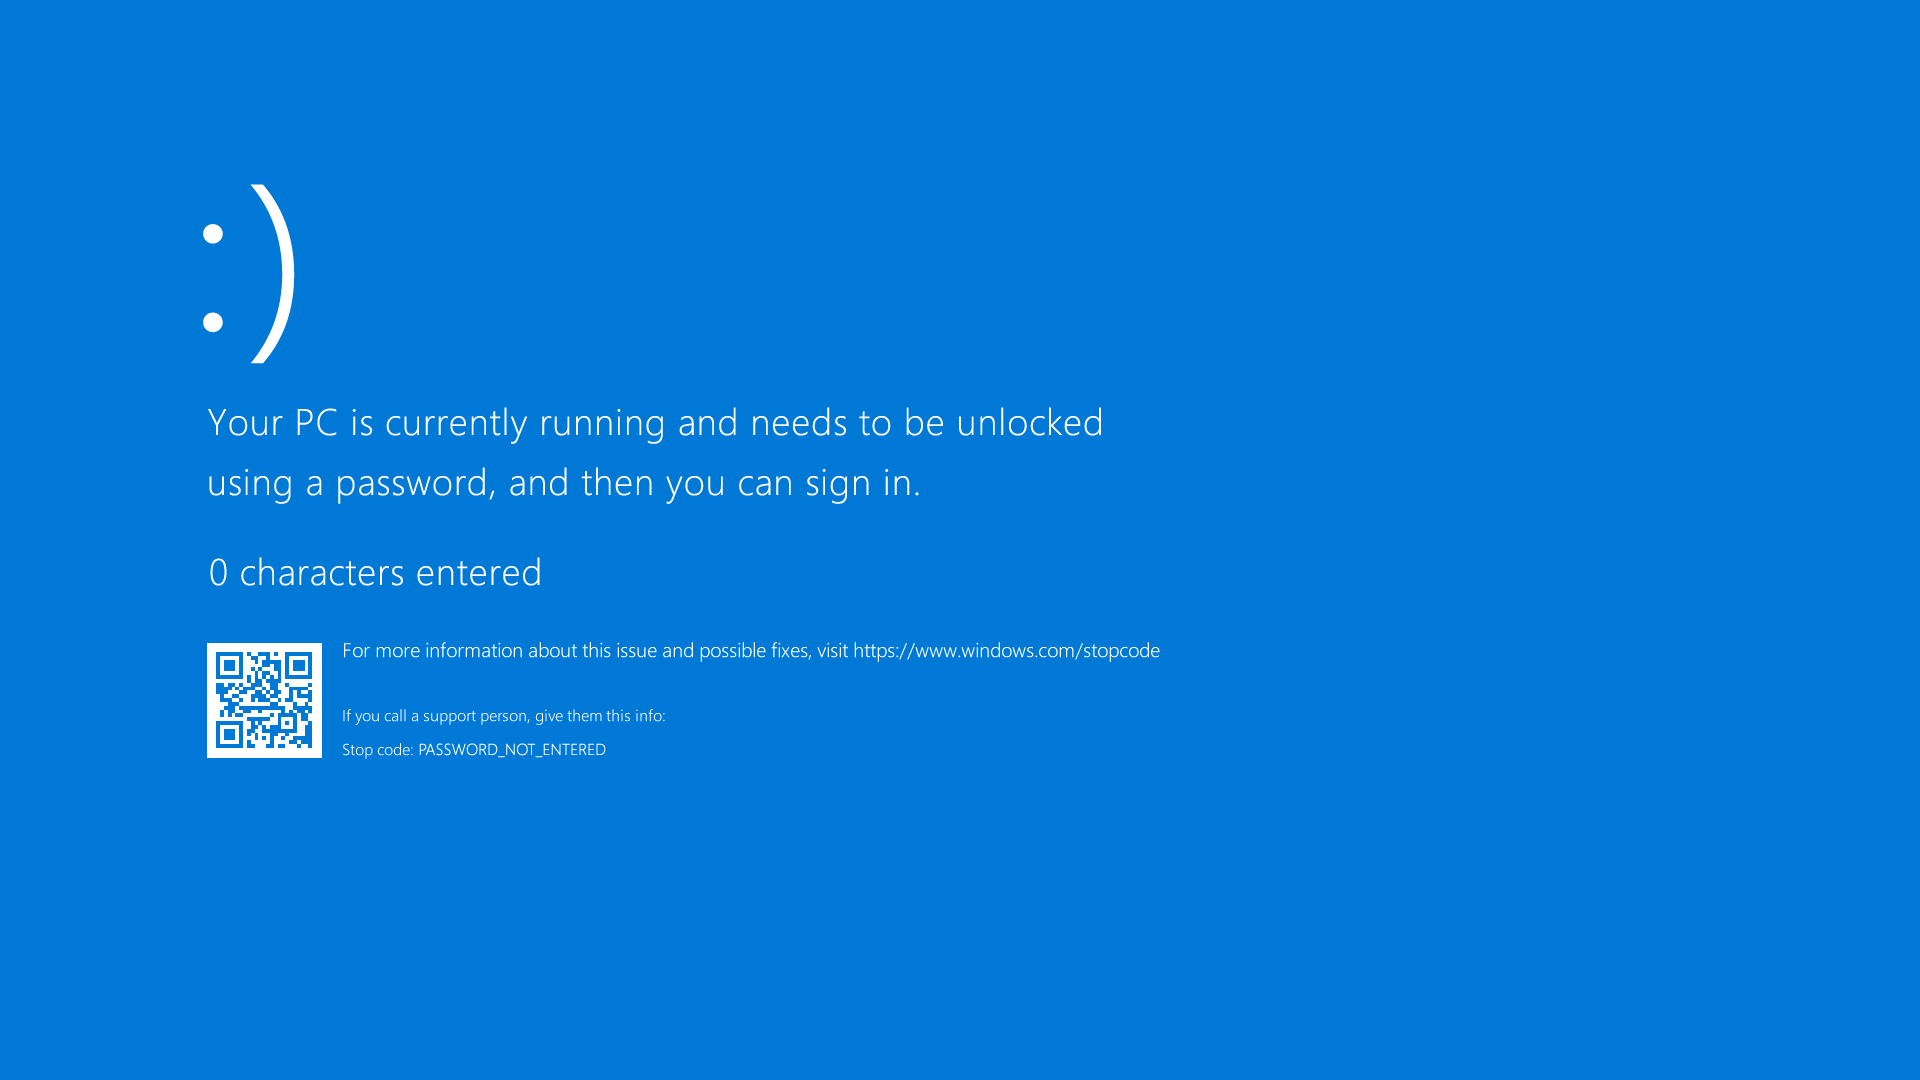 :)
Your PC is currently running and needs to be unlocked
using a password, and then you can sign in.
0 characters entered
For more information about this issue and possible fixes, visit https://www.windows.com/stopcode
If you call a support person, give them this info:
Stop code: PASSWORD_NOT_ENTERED